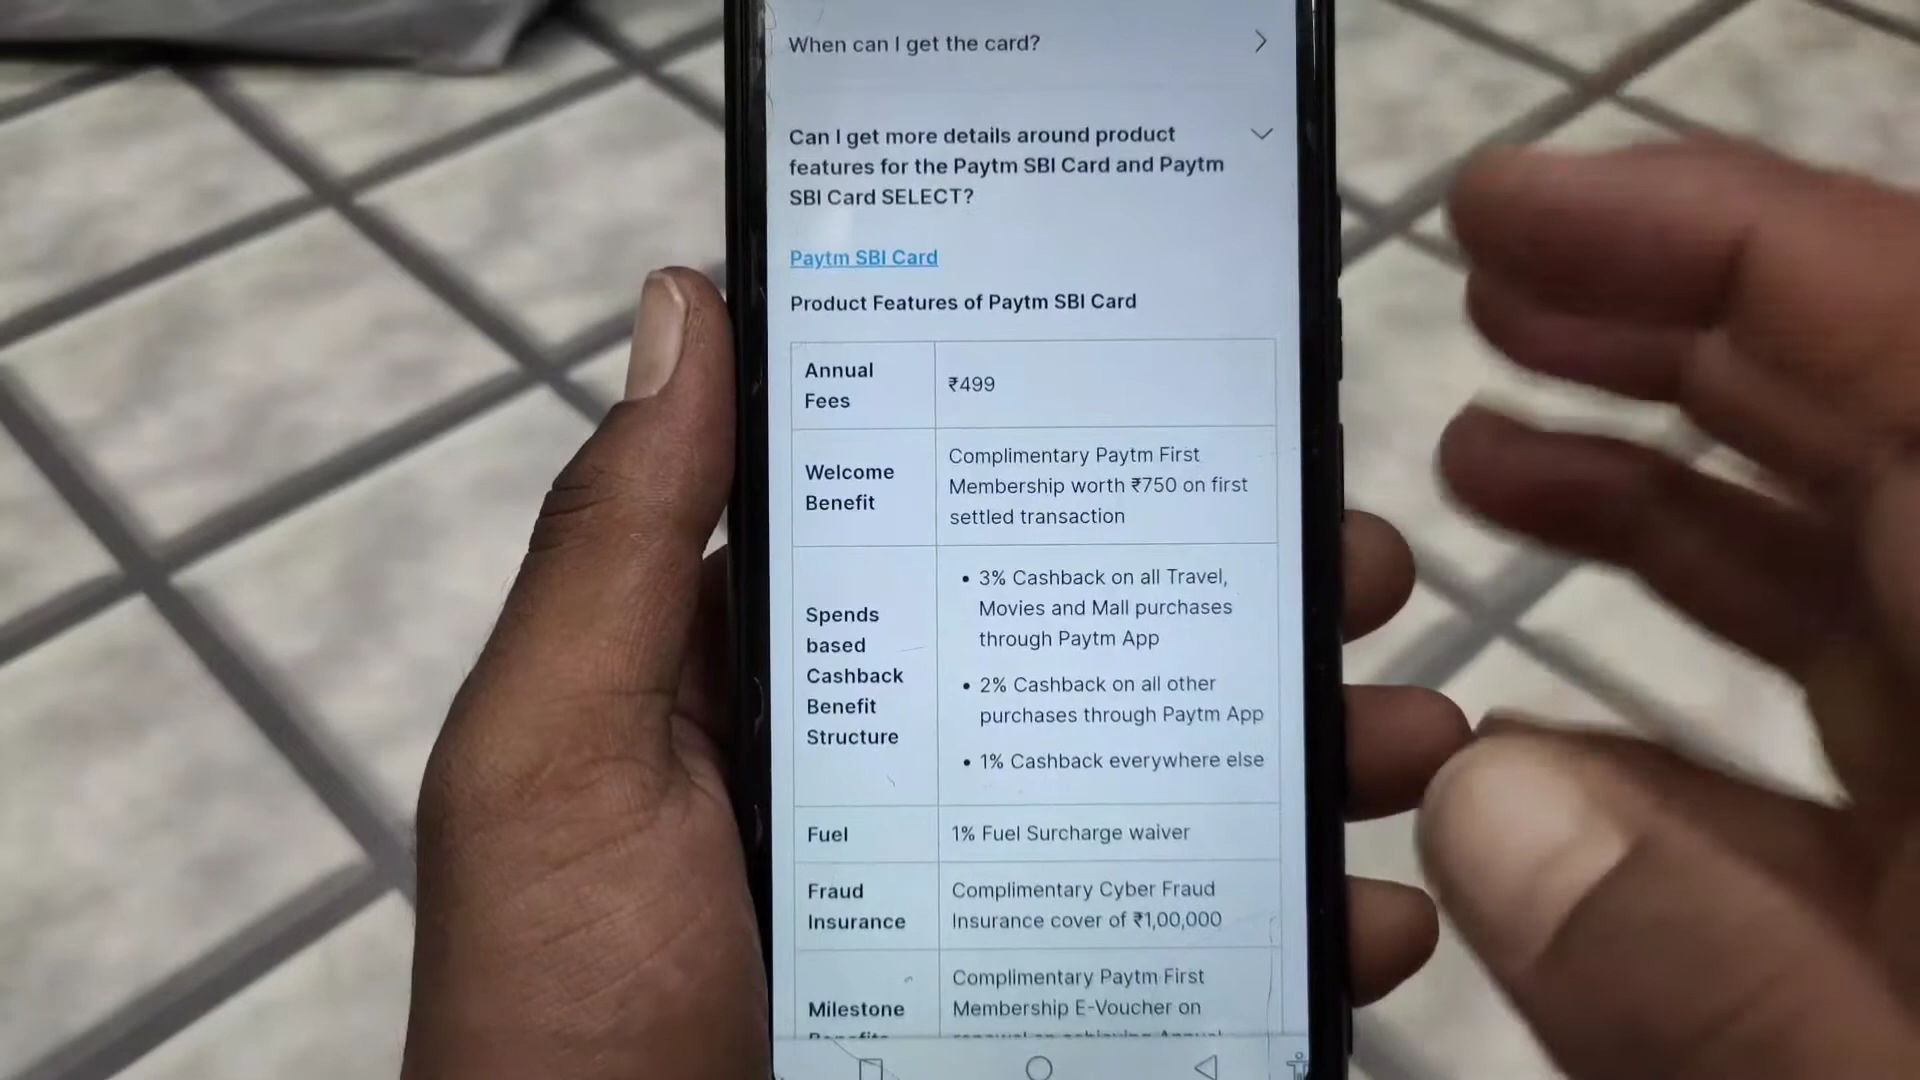 When can I get the card?
Can I get more details around product
features for the Paytm SBI Card and Paytm
SBI Card SELECT?
Paytm SBI Card
Product Features of Paytm SBI Card
Annual
Fees
₹499
Welcome
Benefit
Complimentary Paytm First
Membership worth ₹750 on first
settled transaction
Spends
based
Cashback
Benefit
Structure
• 3% Cashback on all Travel,
Movies and Mall purchases
through Paytm App
• 2% Cashback on all other
purchases through Paytm App
• 1% Cashback everywhere else
Fuel
1% Fuel Surcharge waiver
Fraud
Insurance
Complimentary Cyber Fraud
Insurance cover of ₹1,00,000
Milestone
Complimentary Paytm First
Membership E-Voucher on